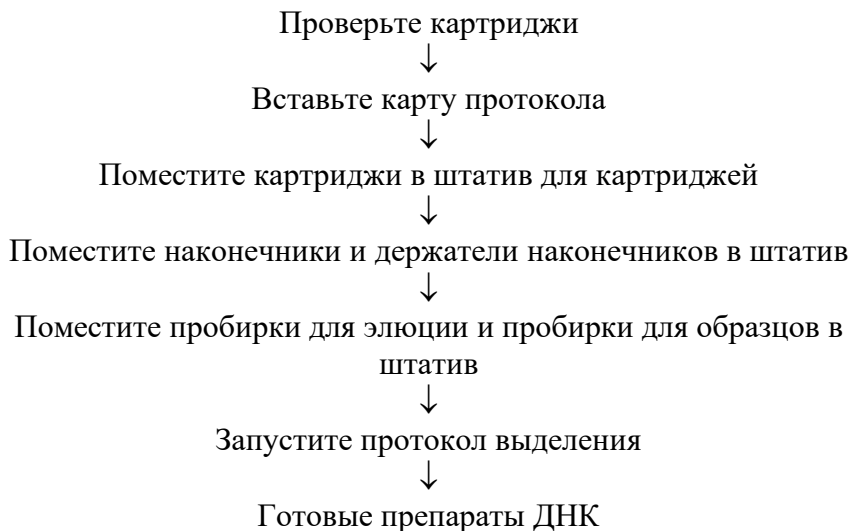 Проверьте картриджи
↓
Вставьте карту протокола
↓
Поместите картриджи в штатив для картриджей
↓
Поместите наконечники и держатели наконечников в штатив
↓
Поместите пробирки для элюции и пробирки для образцов в
штатив
↓
Запустите протокол выделения
↓
Готовые препараты ДНК